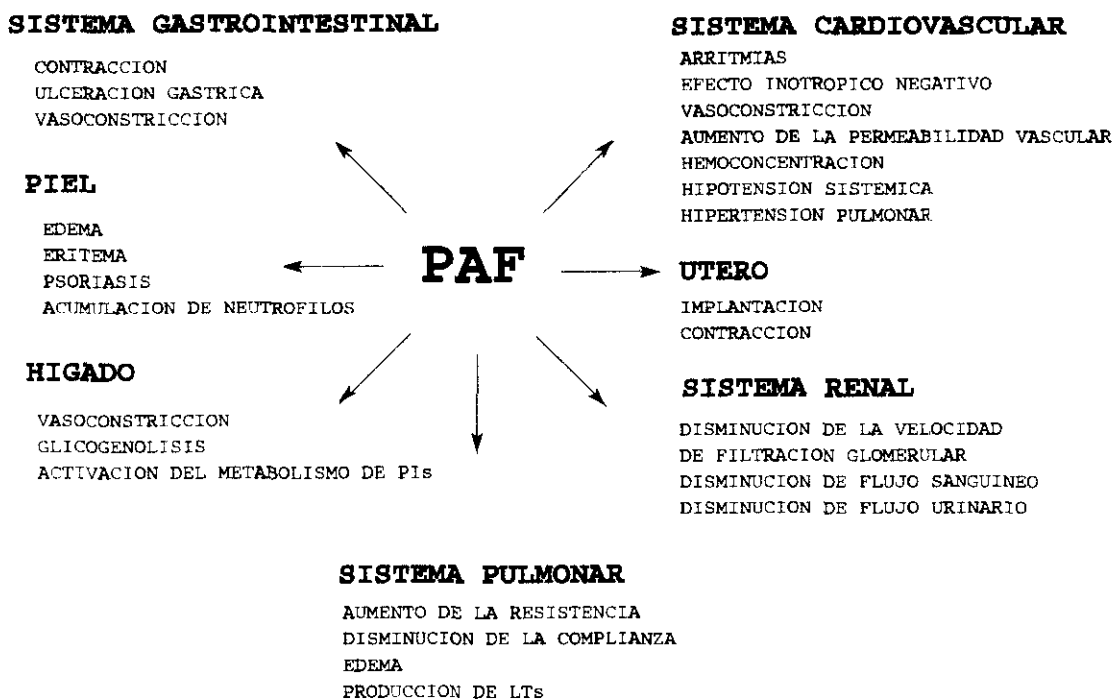 SISTEMA GASTROINTESTINAL
CONTRACCION
ULCERACION GASTRICA
VASOCONSTRICCION
SISTEMA CARDIOVASCULAR
ARRITMIAS
EFECTO INOTROPICO NEGATIVO
VASOCONSTRICCION
AUMENTO DE LA PERMEABILIDAD VASCULAR
HEMOCONCENTRACION
HIPOTENSION SISTEMICA
HIPERTENSION PULMONAR
PIEL
EDEMA
ERITEMA
PSORIASIS
ACUMULACION DE NEUTROFILOS
PAF
UTERO
IMPLANTACION
CONTRACCION
HIGADO
VASOCONSTRICCION
GLICOGENOLISIS
ACTIVACION DEL METABOLISMO DE PIs
SISTEMA RENAL
DISMINUCION DE LA VELOCIDAD
DE FILTRACION GLOMERULAR
DISMINUCION DE FLUJO SANGUINEO
DISMINUCION DE FLUJO URINARIO
SISTEMA PULMONAR
AUMENTO DE LA RESISTENCIA
DISMINUCION DE LA COMPLIANZA
EDEMA
PRODUCCION DE LTs